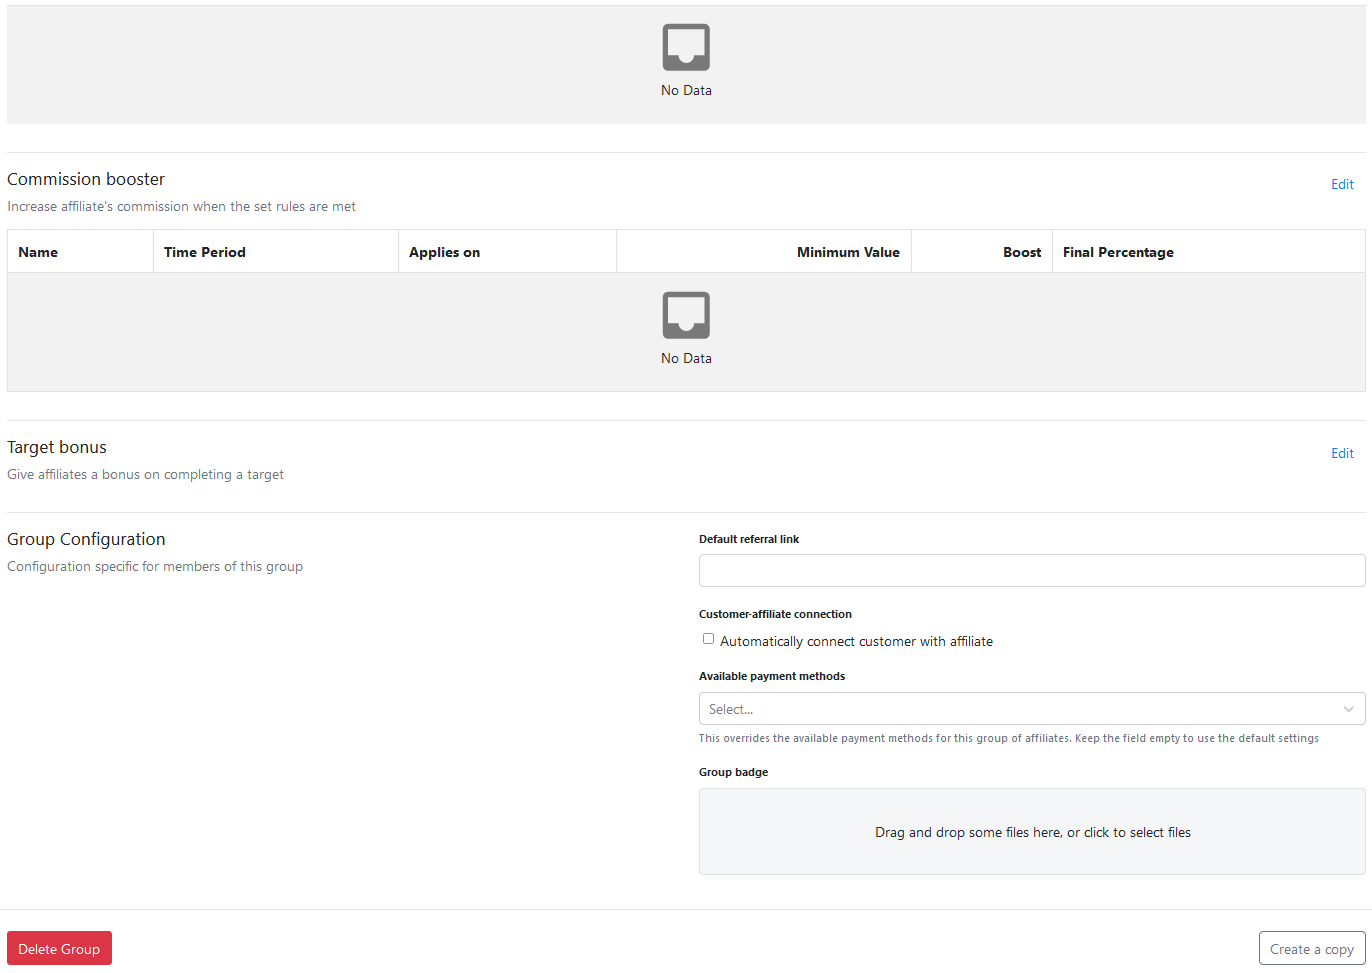 No Data
Commission booster
Edit
Increase affiliate's commission when the set rules are met
Name Time Period Applies on Minimum Value Boost Final Percentage
No Data
Target bonus
Edit
Give affiliates a bonus on completing a target
Group Configuration
Configuration specific for members of this group
Default referral link
Customer-affiliate connection
Automatically connect customer with affiliate
Available payment methods
Select...
This overrides the available payment methods for this group of affiliates. Keep the field empty to use the default settings
Group badge
Drag and drop some files here, or click to select files
Delete Group
Create a copy